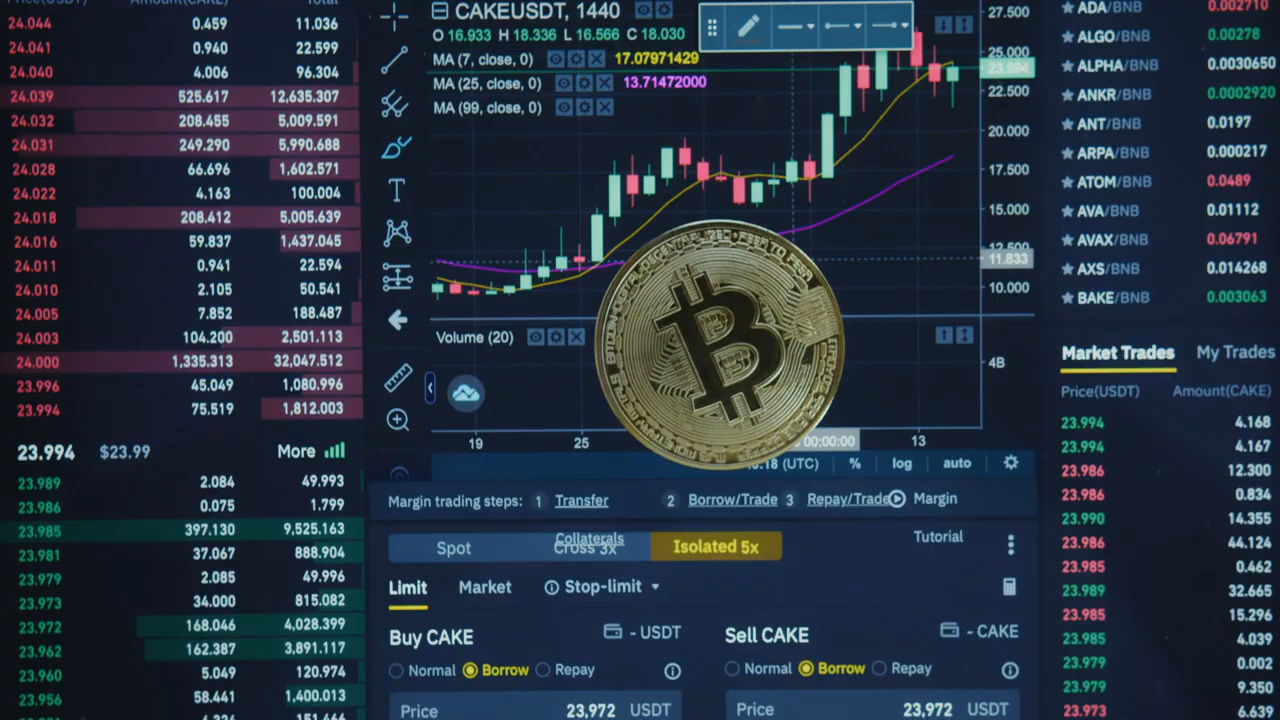 Price(USDT) Amount(CAKE) Total
24.044 0.459 11.036
24.041 0.940 22.599
24.040 4.006 96.304
24.039 525.617 12,635.307
24.032 208.455 5,009.591
24.031 249.290 5,990.688
24.028 66.696 1,602.571
24.022 4.163 100.004
24.018 208.412 5,005.639
24.016 59.837 1,437.045
24.011 0.941 22.594
24.010 2.105 50.541
24.005 7.852 188.487
24.003 104.200 2,501.113
24.000 1,335.313 32,047.512
23.996 45.049 1,080.996
23.994 75.519 1,812.003
23.994 $23.99 More
23.989 2.084 49.993
23.986 0.075 1.799
23.985 397.130 9,525.163
23.981 37.067 888.904
23.979 2.085 49.996
23.973 34.000 815.082
23.972 168.046 4,028.399
23.962 162.387 3,891.117
23.960 5.049 120.974
23.956 58.441 1,400.013
CAKEUSDT, 1440
O 16.933 H 18.336 L 16.566 C 18.030
MA (7, close, 0) 17.07971429
MA (25, close, 0) 13.71472000
MA (99, close, 0)
27.500
25.000
23.994
22.500
20.000
17.500
15.000
12.500
11.833
10.000
Volume (20)
4B
DECENTRALIZED • PEER TO PEER
B
19 25 00:00:00 13
(UTC) % log auto
Margin trading steps: 1 Transfer 2 Borrow/Trade 3 Repay/Trade Margin
Collaterals Tutorial
Spot Cross 3x Isolated 5x
Limit Market Stop-limit
Buy CAKE - USDT
Normal Borrow Repay
Price 23,972 USDT
Sell CAKE - CAKE
Normal Borrow Repay
Price 23,972 USDT
ADA/BNB 0.002710
ALGO/BNB 0.00278
ALPHA/BNB 0.0030650
ANKR/BNB 0.0002920
ANT/BNB 0.0197
ARPA/BNB 0.000217
ATOM/BNB 0.0489
AVA/BNB 0.01112
AVAX/BNB 0.06791
AXS/BNB 0.014268
BAKE/BNB 0.003063
Market Trades My Trades
Price(USDT) Amount(CAKE)
23.994 4.168
23.994 4.167
23.986 12.300
23.986 0.834
23.990 14.355
23.986 44.124
23.985 0.462
23.989 32.665
23.985 15.296
23.985 4.039
23.979 0.002
23.979 9.350
23.973 6.639